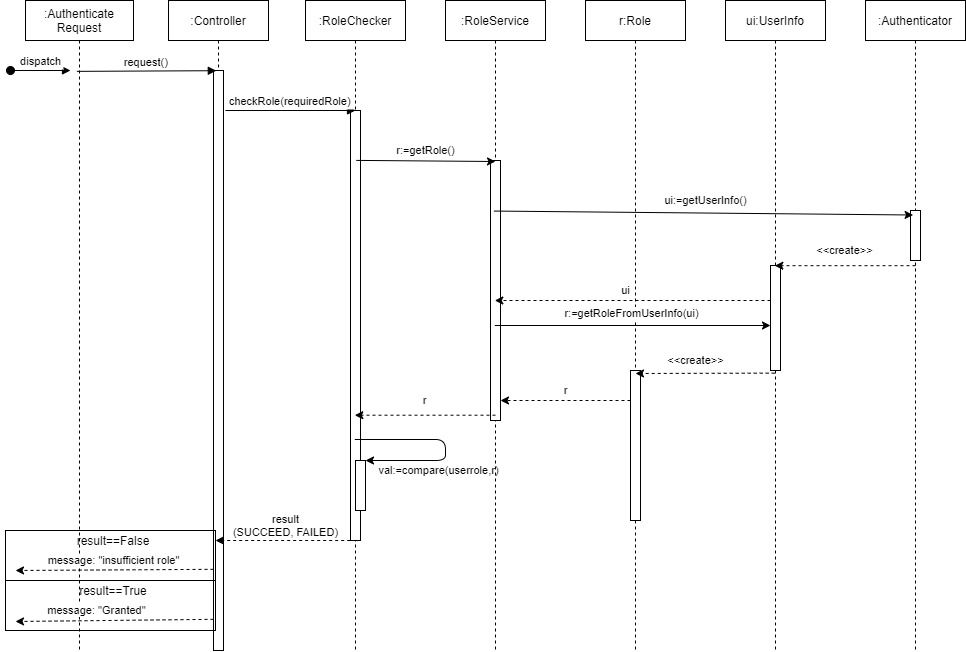 :Authenticate
Request
:Controller
:RoleChecker
:RoleService
r:Role
ui:UserInfo
:Authenticator
dispatch
request()
checkRole(requiredRole)
r:=getRole()
ui:=getUserInfo()
<<create>>
ui
r:=getRoleFromUserInfo(ui)
<<create>>
r
r
val:=compare(userrole,r)
result
(SUCCEED, FAILED)
result==False
message: "insufficient role"
result==True
message: "Granted"